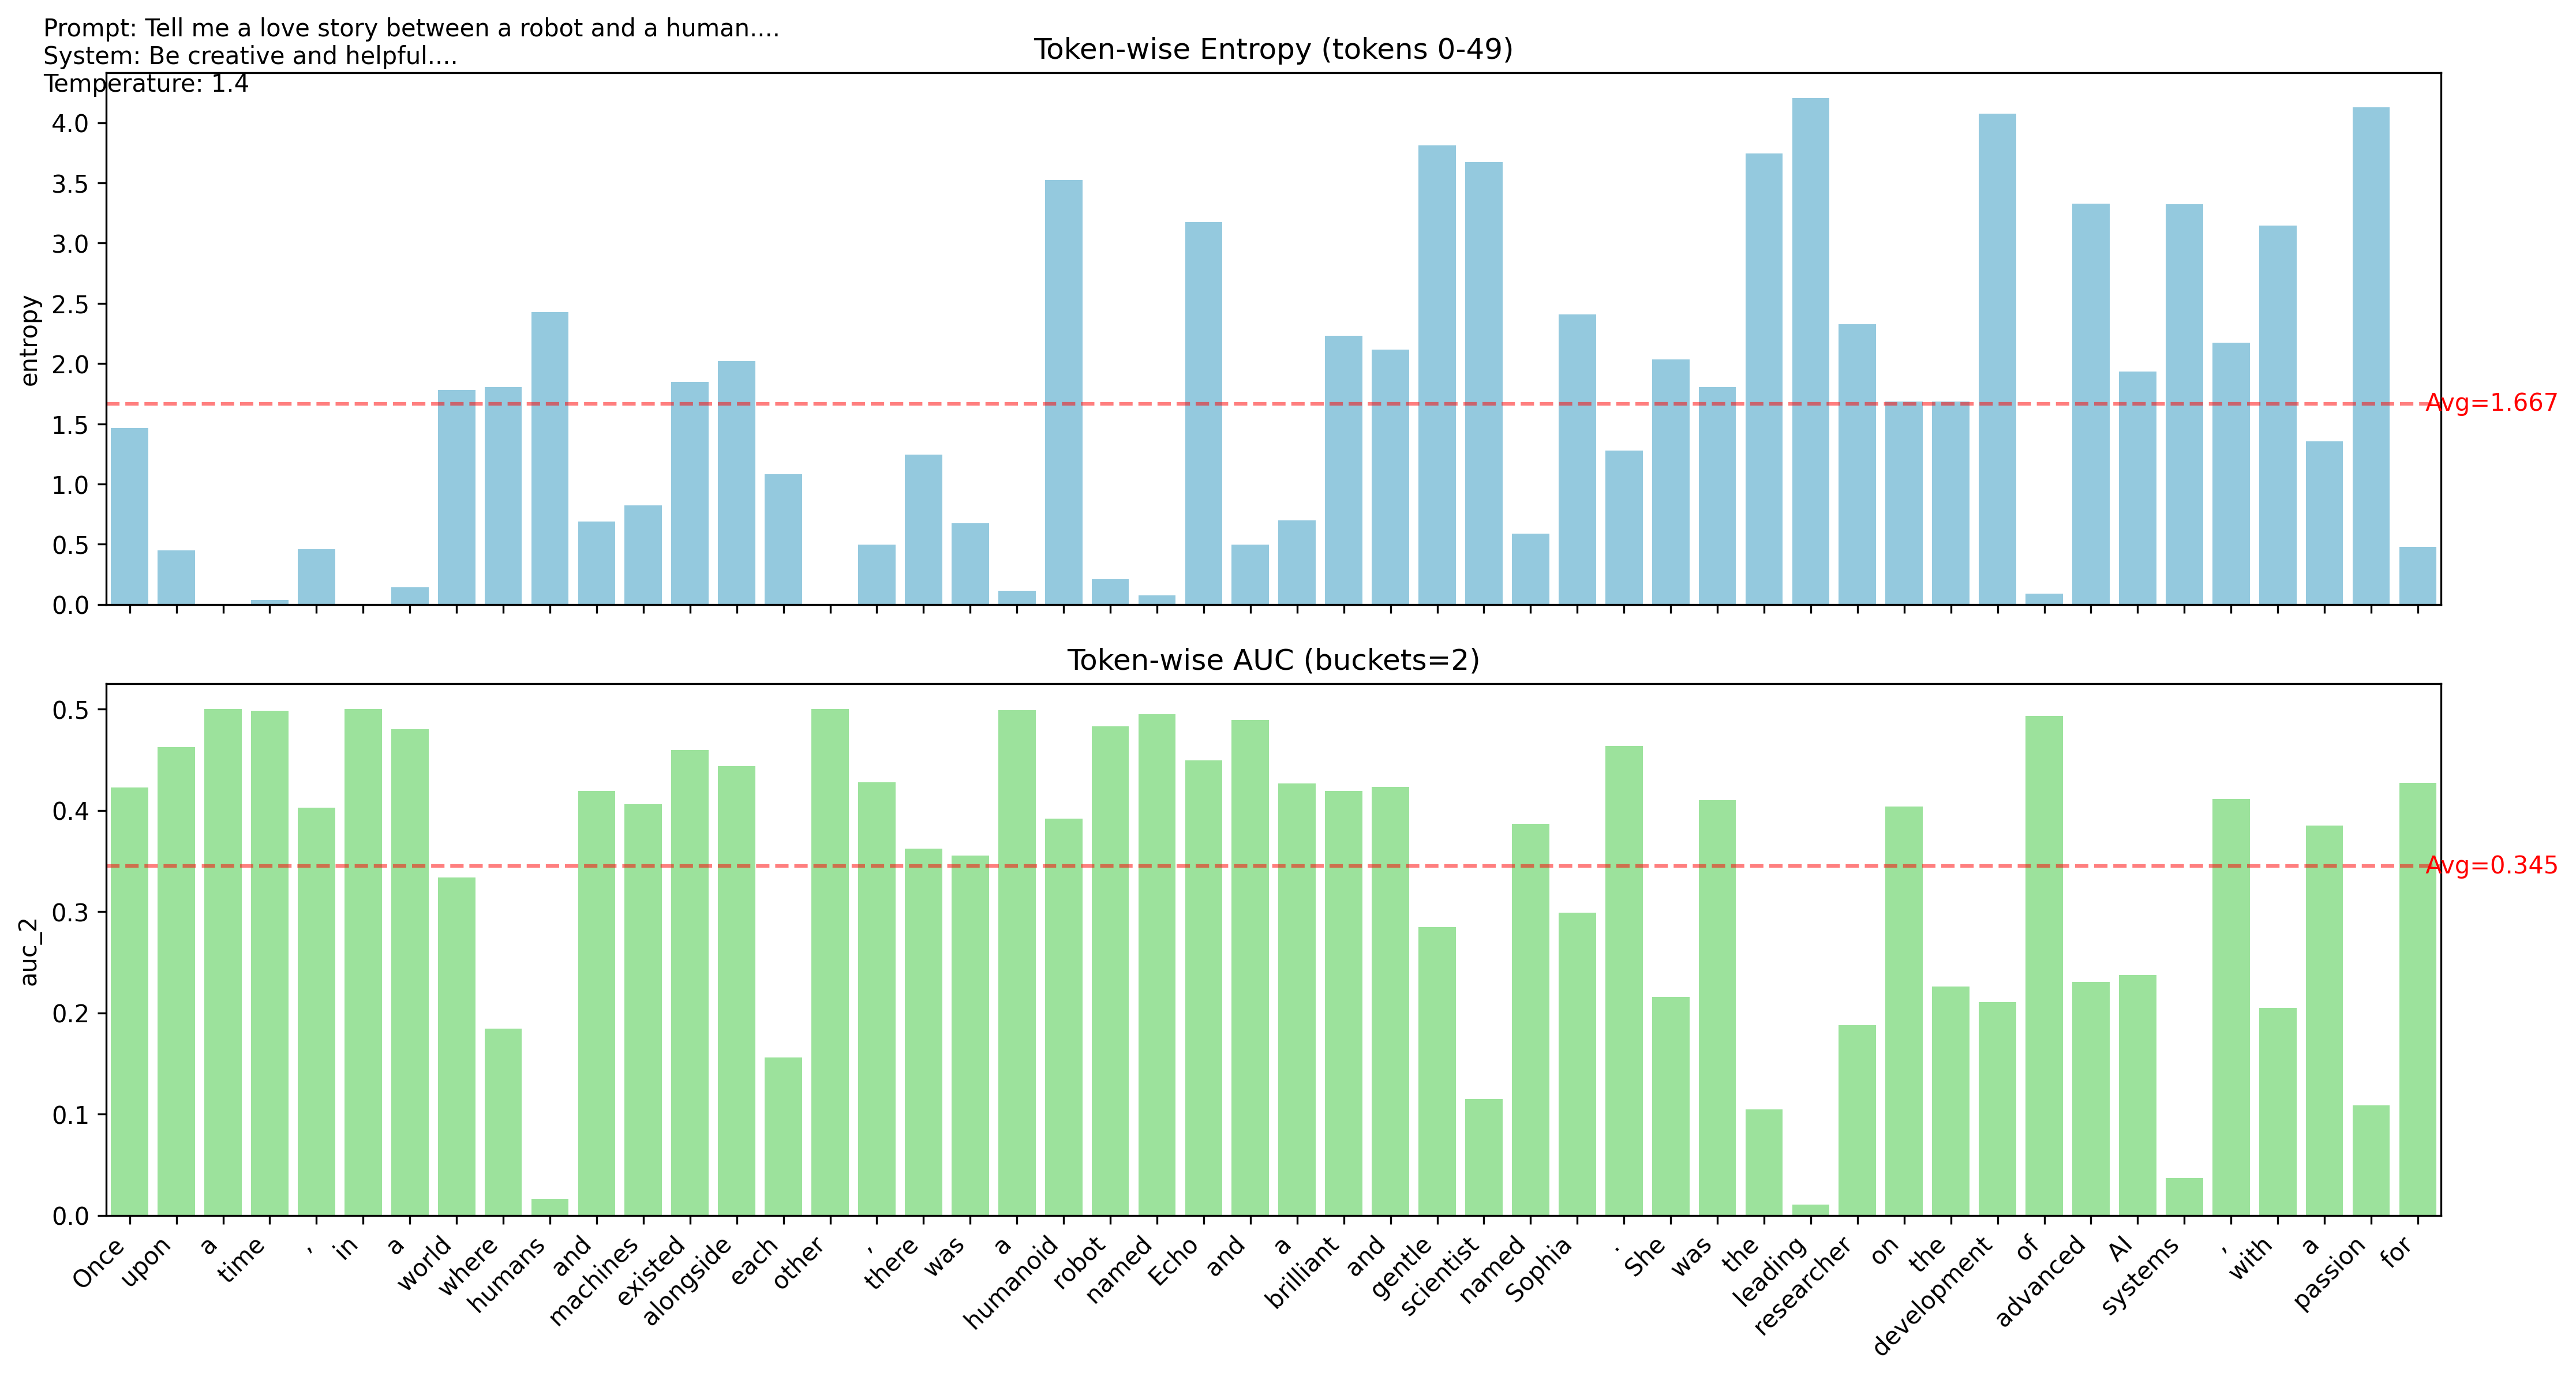 Prompt: Tell me a love story between a robot and a human....
System: Be creative and helpful....
Temperature: 1.4
Token-wise Entropy (tokens 0-49)
entropy
4.0
3.5
3.0
2.5
2.0
1.5
1.0
0.5
0.0
Avg=1.667
Token-wise AUC (buckets=2)
auc_2
0.5
0.4
0.3
0.2
0.1
0.0
Avg=0.345
Once
upon
a
time
,
in
a
world
where
humans
and
machines
existed
alongside
each
other
,
there
was
a
humanoid
robot
named
Echo
and
a
brilliant
and
gentle
scientist
named
Sophia
.
She
was
the
leading
researcher
on
the
development
of
advanced
AI
systems
,
with
a
passion
for